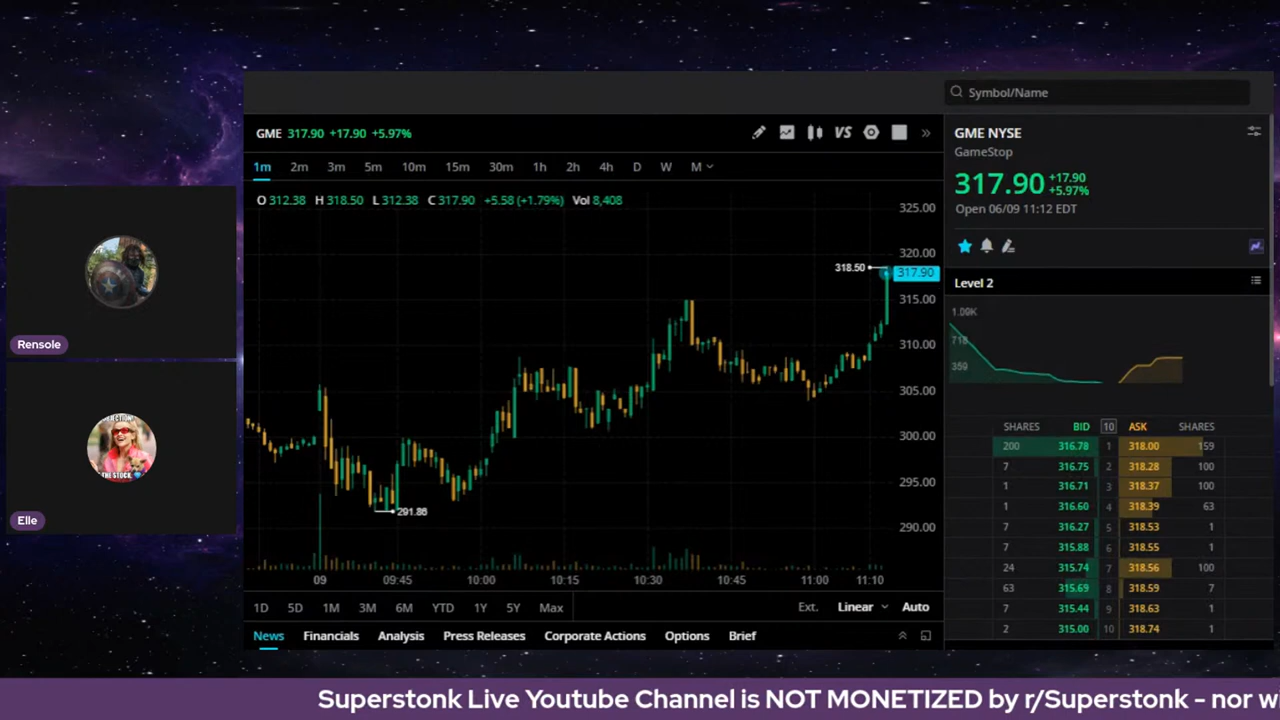 Symbol/Name
GME 317.90 +17.90 +5.97%
VS
1m 2m 3m 5m 10m 15m 30m 1h 2h 4h D W M
O 312.38 H 318.50 L 312.38 C 317.90 +5.58 (+1.79%) Vol 8,408
325.00
320.00
318.50
317.90
315.00
310.00
305.00
300.00
295.00
291.86
290.00
09 09:45 10:00 10:15 10:30 10:45 11:00 11:10
1D 5D 1M 3M 6M YTD 1Y 5Y Max
Ext. Linear Auto
News Financials Analysis Press Releases Corporate Actions Options Brief
GME NYSE
GameStop
317.90 +17.90
+5.97%
Open 06/09 11:12 EDT
Level 2
1.09K
718
359
SHARES BID 10 ASK SHARES
200 316.78 1 318.00 159
7 316.75 2 318.28 100
1 316.71 3 318.37 100
1 316.60 4 318.39 63
7 316.27 5 318.53 1
7 315.88 6 318.55 1
24 315.74 7 318.56 100
63 315.69 8 318.59 7
7 315.44 9 318.63 1
2 315.00 10 318.74 1
Rensole
THE STOCK
Elle
Superstonk Live Youtube Channel is NOT MONETIZED by r/Superstonk - nor w